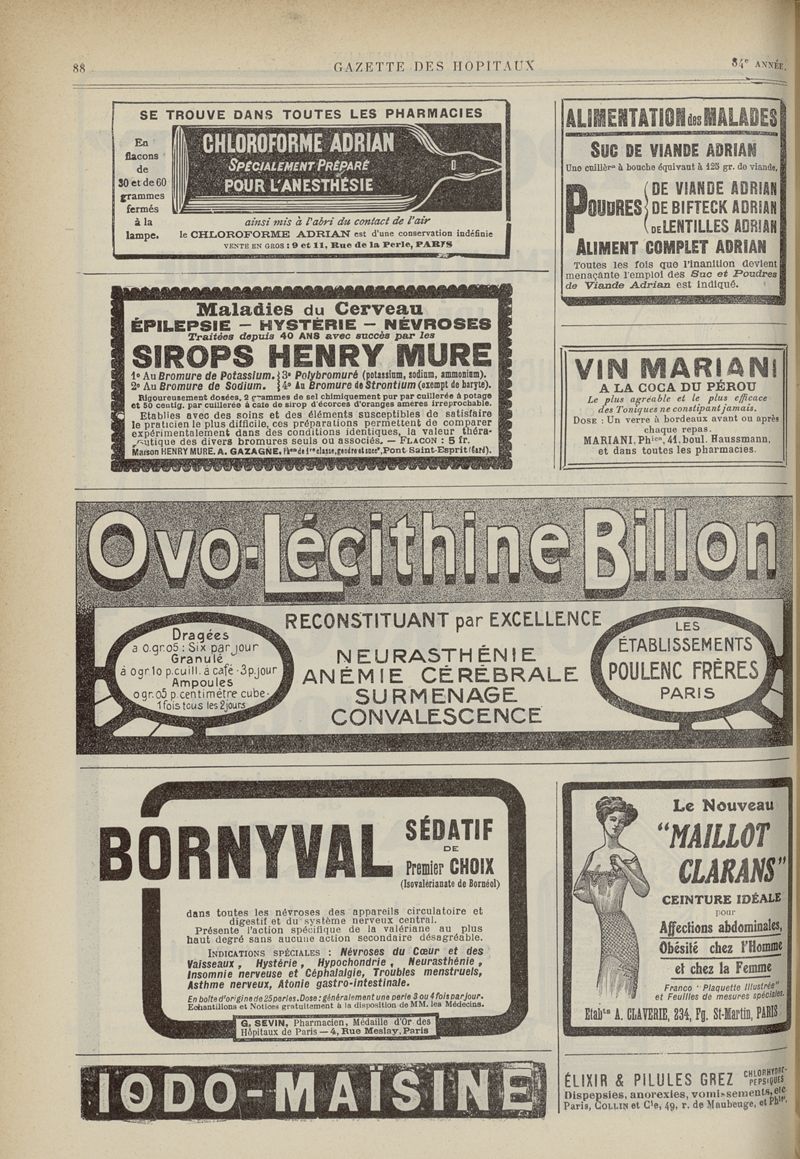 88
GAZETTE DES HOPITAUX
84e ANNÉE.
SE TROUVE DANS TOUTES LES PHARMACIES
En
flacons
de
30 et de 60
grammes
fermés
à la
lampe.
CHLOROFORME ADRIAN
SPÉCIALEMENT PRÉPARÉ
POUR L'ANESTHÉSIE
ainsi mis à l'abri du contact de l'air
le CHLOROFORME ADRIAN est d'une conservation indéfinie
VENTE EN GROS : 9 et 11, Rue de la Perle, PARIS
ALIMENTATION des MALADES
SUC DE VIANDE ADRIAN
Une cuillère à bouche équivaut à 125 gr. de viande,
POUDRES
DE VIANDE ADRIAN
DE BIFTECK ADRIAN
DE LENTILLES ADRIAN
ALIMENT COMPLET ADRIAN
Toutes les fois que l'inanition devient
menaçante l'emploi des Suc et Poudres
de Viande Adrian est indiqué.
Maladies du Cerveau
ÉPILEPSIE — HYSTÉRIE — NÉVROSES
Traitées depuis 40 ANS avec succès par les
SIROPS HENRY MURE
1° Au Bromure de Potassium. 3° Polybromuré (potassium, sodium, ammonium).
2° Au Bromure de Sodium. 4° Au Bromure de Strontium (exempt de baryte).
Rigoureusement dosées, 2 grammes de sel chimiquement pur par cuillerée à potage
et 50 centig. par cuillerée à café de sirop d'écorces d'oranges amères irréprochable.
Etablies avec des soins et des éléments susceptibles de satisfaire
le praticien le plus difficile, ces préparations permettent de comparer
expérimentalement dans des conditions identiques, la valeur théra-
peutique des divers bromures seuls ou associés. — FLACON : 5 fr.
Maison HENRY MURE, A. GAZAGNE, Phien de 1re classe, gendre et succr, Pont Saint-Esprit (Gard).
VIN MARIANI
A LA COCA DU PÉROU
Le plus agréable et le plus efficace
des Toniques ne constipant jamais.
DOSE : Un verre à bordeaux avant ou après
chaque repas.
MARIANI, Phien, 41, boul. Haussmann,
et dans toutes les pharmacies.
Ovo-Lécithine Billon
RECONSTITUANT par EXCELLENCE
Dragées
à 0.gr.05 : Six par jour
Granulé
à 0gr10 p. cuill. à café - 3p. jour
Ampoules
0gr.05 p. centimètre cube -
1 fois tous les 2 jours
NEURASTHÉNIE
ANÉMIE CÉRÉBRALE
SURMENAGE
CONVALESCENCE
LES
ÉTABLISSEMENTS
POULENC FRÈRES
PARIS
BORNYVAL
SÉDATIF
DE
Premier CHOIX
(Isovalérianate de Bornéol)
dans toutes les névroses des appareils circulatoire et
digestif et du système nerveux central.
Présente l'action spécifique de la valériane au plus
haut degré sans aucune action secondaire désagréable.
INDICATIONS SPÉCIALES : Névroses du Cœur et des
Vaisseaux, Hystérie, Hypochondrie, Neurasthénie,
Insomnie nerveuse et Céphalalgie, Troubles menstruels,
Asthme nerveux, Atonie gastro-intestinale.
En boîte d'origine de 25 perles. Dose : généralement une perle 3 ou 4 fois par jour.
Echantillons et Notices gratuitement à la disposition de MM. les Médecins.
G. SEVIN, Pharmacien, Médaille d'Or des
Hôpitaux de Paris — 4, Rue Meslay, Paris
Le Nouveau
"MAILLOT
CLARANS"
CEINTURE IDÉALE
pour
Affections abdominales,
Obésité chez l'Homme
et chez la Femme
Franco "Plaquette Illustrée"
et Feuilles de mesures spéciales.
Etabts A. CLAVERIE, 234, Fg. St-Martin, PARIS
IODO-MAÏSINE
ÉLIXIR & PILULES GREZ CHLORHYDRO-PEPSIQUES
Dispepsies, anorexies, vomissements, etc
Paris, COLLIN et Cie, 49, r. de Maubeuge, et Phies.